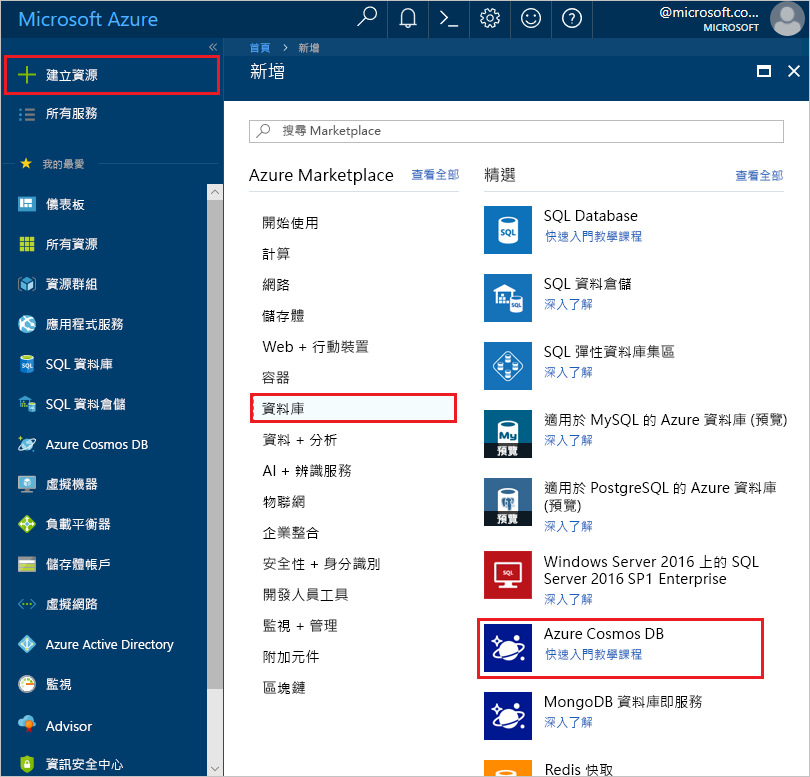 Microsoft Azure
@microsoft.co...
MICROSOFT
首頁 > 新增
新增
建立資源
所有服務
我的最愛
儀表板
所有資源
資源群組
應用程式服務
SQL 資料庫
SQL 資料倉儲
Azure Cosmos DB
虛擬機器
負載平衡器
儲存體帳戶
虛擬網路
Azure Active Directory
監視
Advisor
資訊安全中心
搜尋 Marketplace
Azure Marketplace 查看全部
開始使用
計算
網路
儲存體
Web + 行動裝置
容器
資料庫
資料 + 分析
AI + 辨識服務
物聯網
企業整合
安全性 + 身分識別
開發人員工具
監視 + 管理
附加元件
區塊鏈
精選 查看全部
SQL
SQL Database
快速入門教學課程
SQL
SQL 資料倉儲
深入了解
SQL 彈性資料庫集區
深入了解
My
預覽
適用於 MySQL 的 Azure 資料庫 (預覽)
深入了解
預覽
適用於 PostgreSQL 的 Azure 資料庫
(預覽)
深入了解
SQL
Windows Server 2016 上的 SQL
Server 2016 SP1 Enterprise
深入了解
Azure Cosmos DB
快速入門教學課程
MongoDB 資料庫即服務
深入了解
Redis 快取